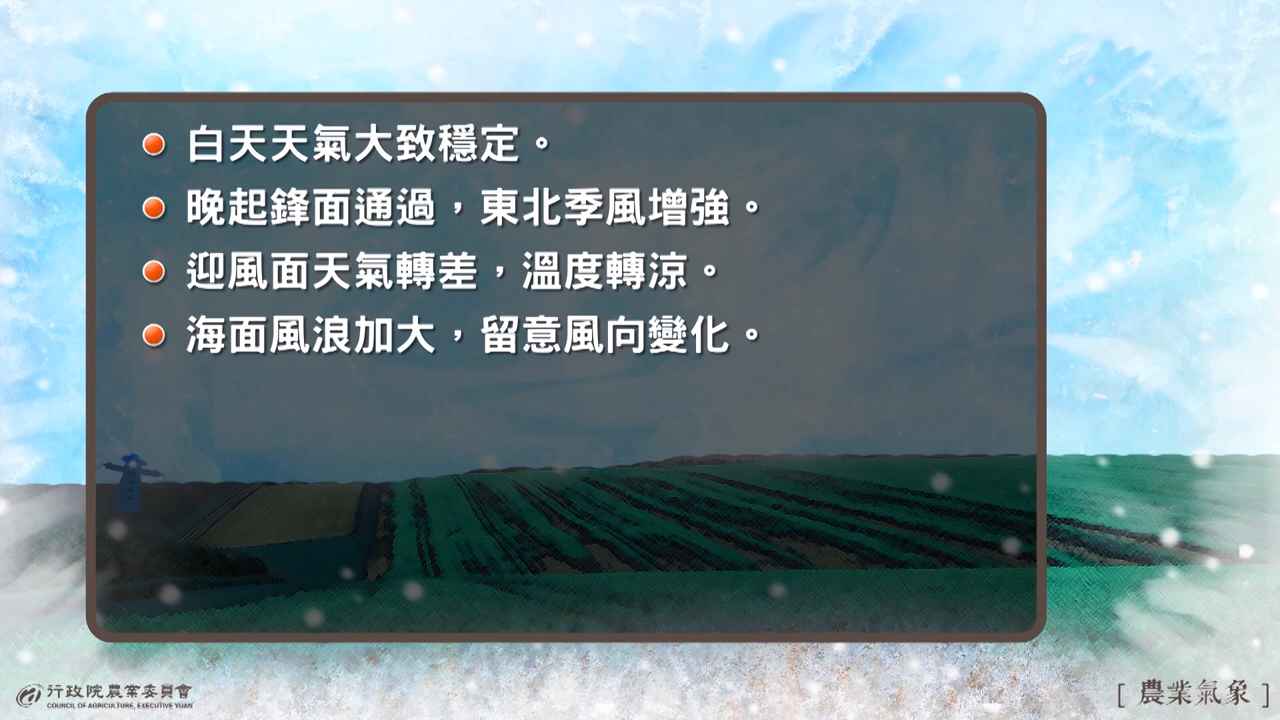 白天天氣大致穩定。
晚起鋒面通過，東北季風增強。
迎風面天氣轉差，溫度轉涼。
海面風浪加大，留意風向變化。
行政院農業委員會
COUNCIL OF AGRICULTURE, EXECUTIVE YUAN
[ 農業氣象 ]